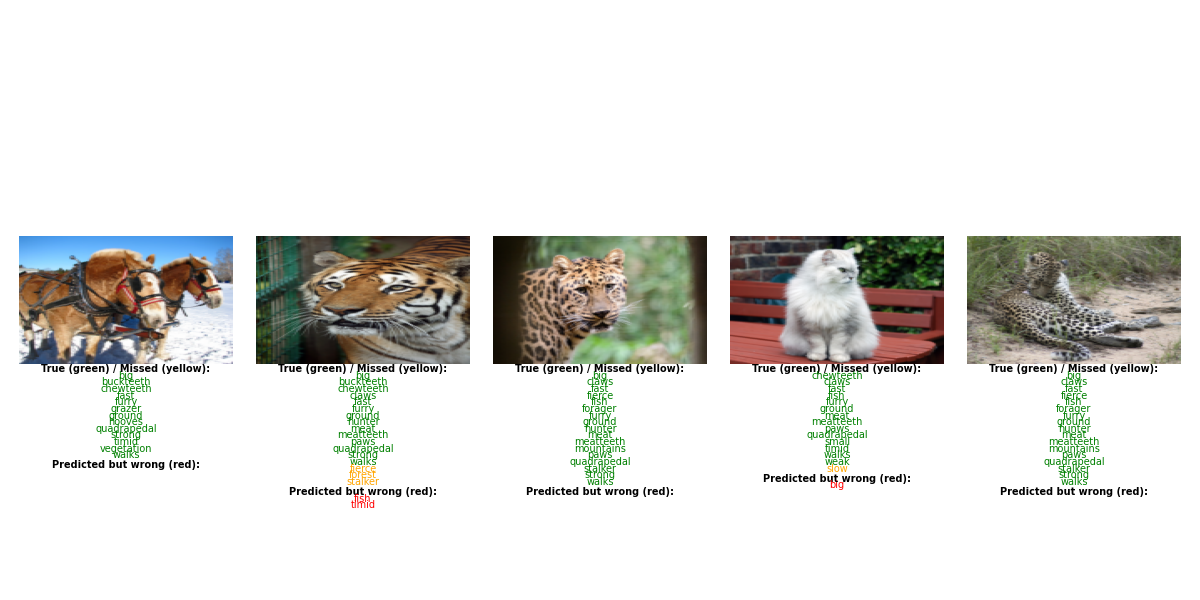 True (green) / Missed (yellow):
big
buckteeth
chewteeth
fast
furry
grazer
ground
hooves
quadrapedal
strong
timid
vegetation
walks
Predicted but wrong (red):
True (green) / Missed (yellow):
big
buckteeth
chewteeth
claws
fast
furry
ground
hunter
meat
meatteeth
paws
quadrapedal
strong
walks
fierce
forest
stalker
Predicted but wrong (red):
fish
timid
True (green) / Missed (yellow):
big
claws
fast
fierce
fish
forager
furry
ground
hunter
meat
meatteeth
mountains
paws
quadrapedal
stalker
strong
walks
Predicted but wrong (red):
True (green) / Missed (yellow):
chewteeth
claws
fast
fish
furry
ground
meat
meatteeth
paws
quadrapedal
small
timid
walks
weak
slow
Predicted but wrong (red):
big
True (green) / Missed (yellow):
big
claws
fast
fierce
fish
forager
furry
ground
hunter
meat
meatteeth
mountains
paws
quadrapedal
stalker
strong
walks
Predicted but wrong (red):